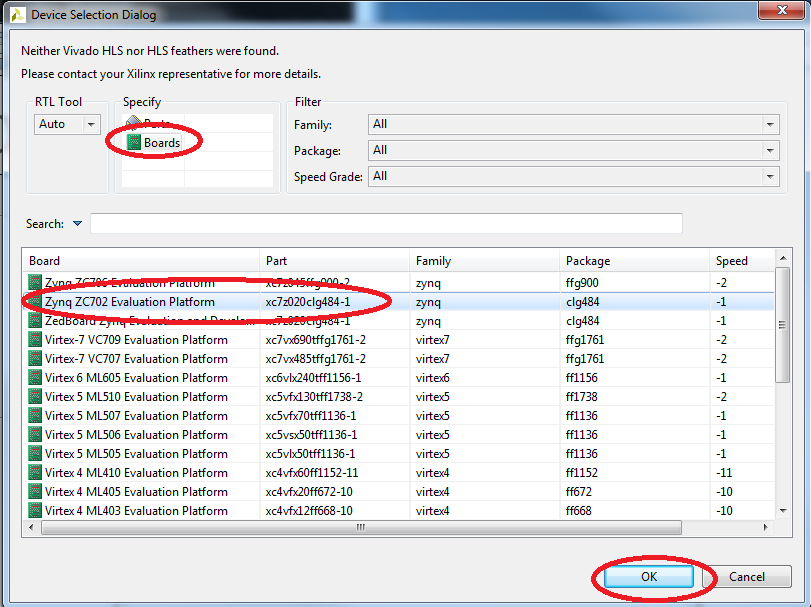 Device Selection Dialog
Neither Vivado HLS nor HLS feathers were found.
Please contact your Xilinx representative for more details.
RTL Tool Specify Filter
Auto Parts Family: All
Boards Package: All
Speed Grade: All
Search:
Board Part Family Package Speed
Zynq ZC706 Evaluation Platform xc7z045ffg900-2 zynq ffg900 -2
Zynq ZC702 Evaluation Platform xc7z020clg484-1 zynq clg484 -1
ZedBoard Zynq Evaluation and Develo... xc7z020clg484-1 zynq clg484 -1
Virtex-7 VC709 Evaluation Platform xc7vx690tffg1761-2 virtex7 ffg1761 -2
Virtex-7 VC707 Evaluation Platform xc7vx485tffg1761-2 virtex7 ffg1761 -2
Virtex 6 ML605 Evaluation Platform xc6vlx240tff1156-1 virtex6 ff1156 -1
Virtex 5 ML510 Evaluation Platform xc5vfx130tff1738-2 virtex5 ff1738 -2
Virtex 5 ML507 Evaluation Platform xc5vfx70tff1136-1 virtex5 ff1136 -1
Virtex 5 ML506 Evaluation Platform xc5vsx50tff1136-1 virtex5 ff1136 -1
Virtex 5 ML505 Evaluation Platform xc5vlx50tff1136-1 virtex5 ff1136 -1
Virtex 4 ML410 Evaluation Platform xc4vfx60ff1152-11 virtex4 ff1152 -11
Virtex 4 ML405 Evaluation Platform xc4vfx20ff672-10 virtex4 ff672 -10
Virtex 4 ML403 Evaluation Platform xc4vfx12ff668-10 virtex4 ff668 -10
OK Cancel